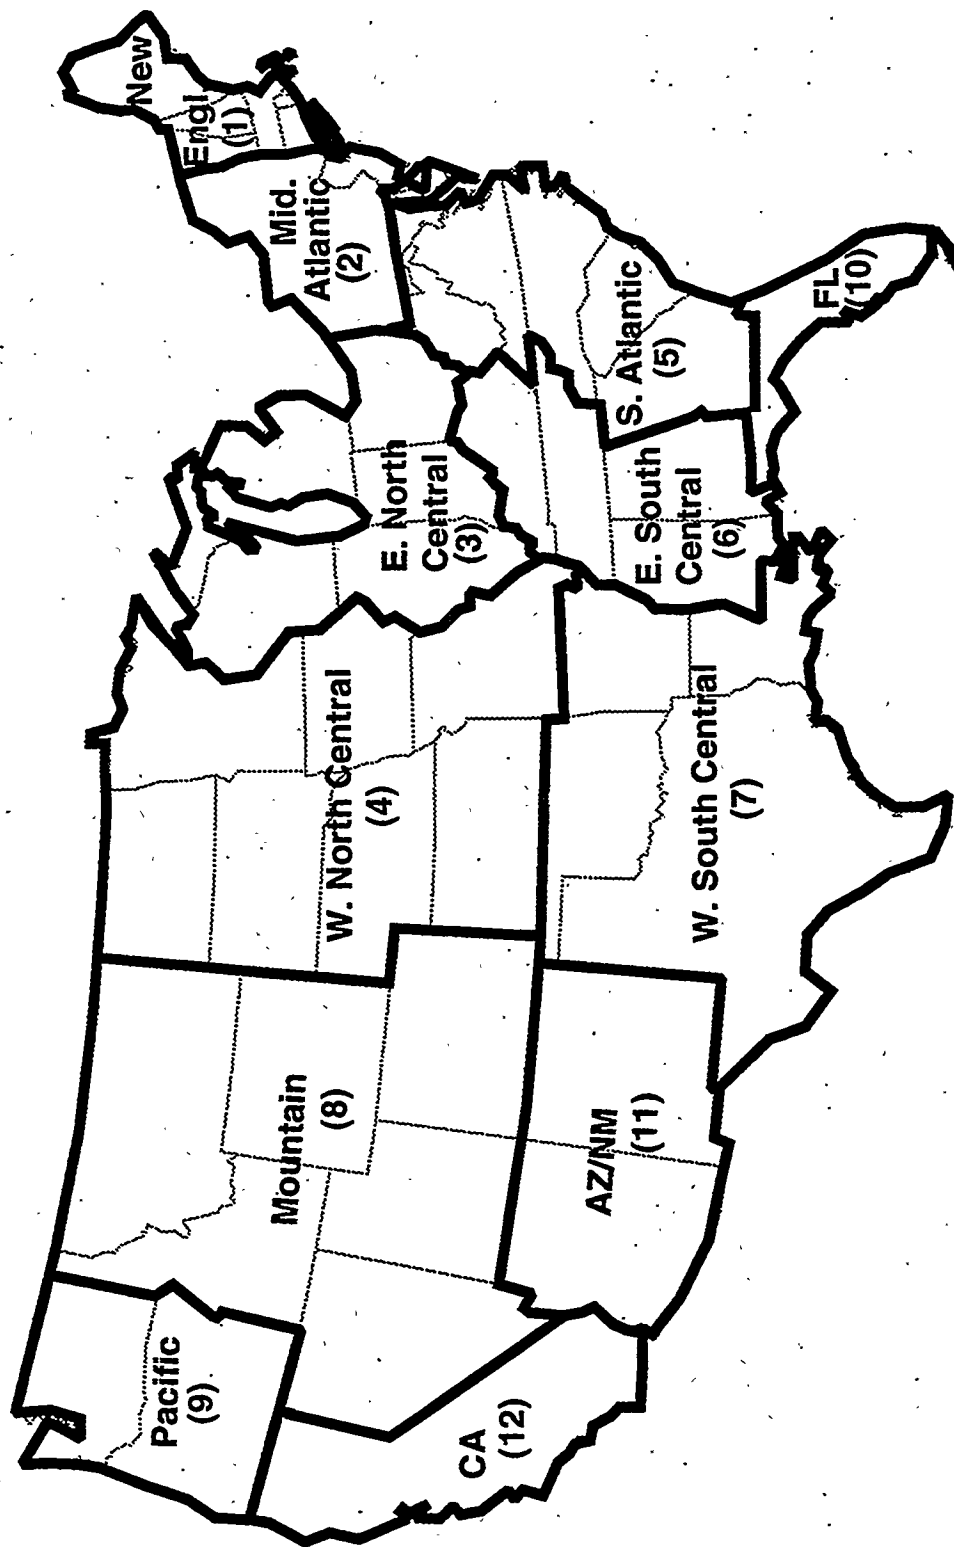 New
Engl
(1)
Mid.
Atlantic
(2)
E. North
Central
(3)
W. North Central
(4)
S. Atlantic
(5)
E. South
Central
(6)
W. South Central
(7)
Mountain
(8)
Pacific
(9)
FL
(10)
AZ/NM
(11)
CA
(12)